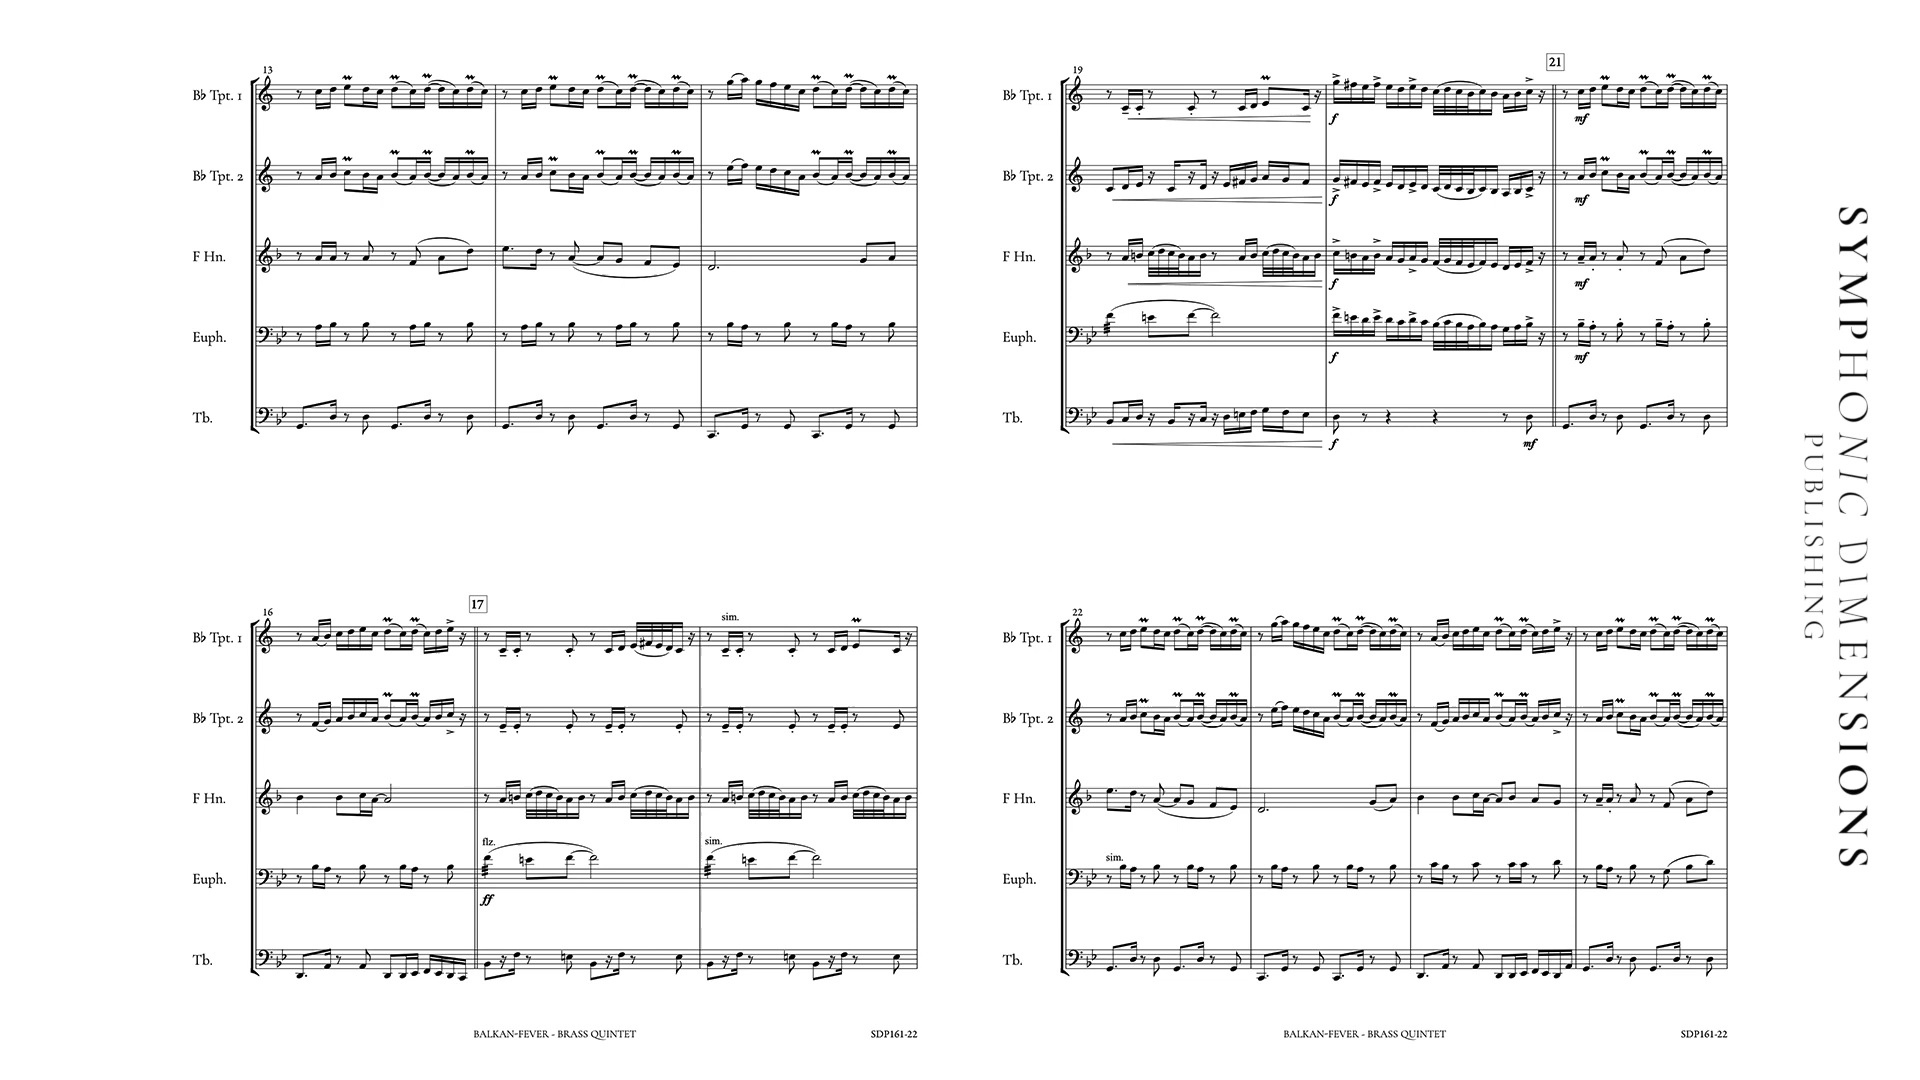 13
B♭ Tpt. 1
B♭ Tpt. 2
F Hn.
Euph.
Tb.
16
17
B♭ Tpt. 1
sim.
B♭ Tpt. 2
F Hn.
flz.
sim.
Euph.
ff
Tb.
BALKAN-FEVER - BRASS QUINTET
SDP161-22
19
21
B♭ Tpt. 1
f
mf
B♭ Tpt. 2
f
mf
F Hn.
f
mf
Euph.
f
mf
Tb.
f
mf
22
B♭ Tpt. 1
B♭ Tpt. 2
F Hn.
sim.
Euph.
Tb.
BALKAN-FEVER - BRASS QUINTET
SDP161-22
SYMPHONIC DIMENSIONS
PUBLISHING